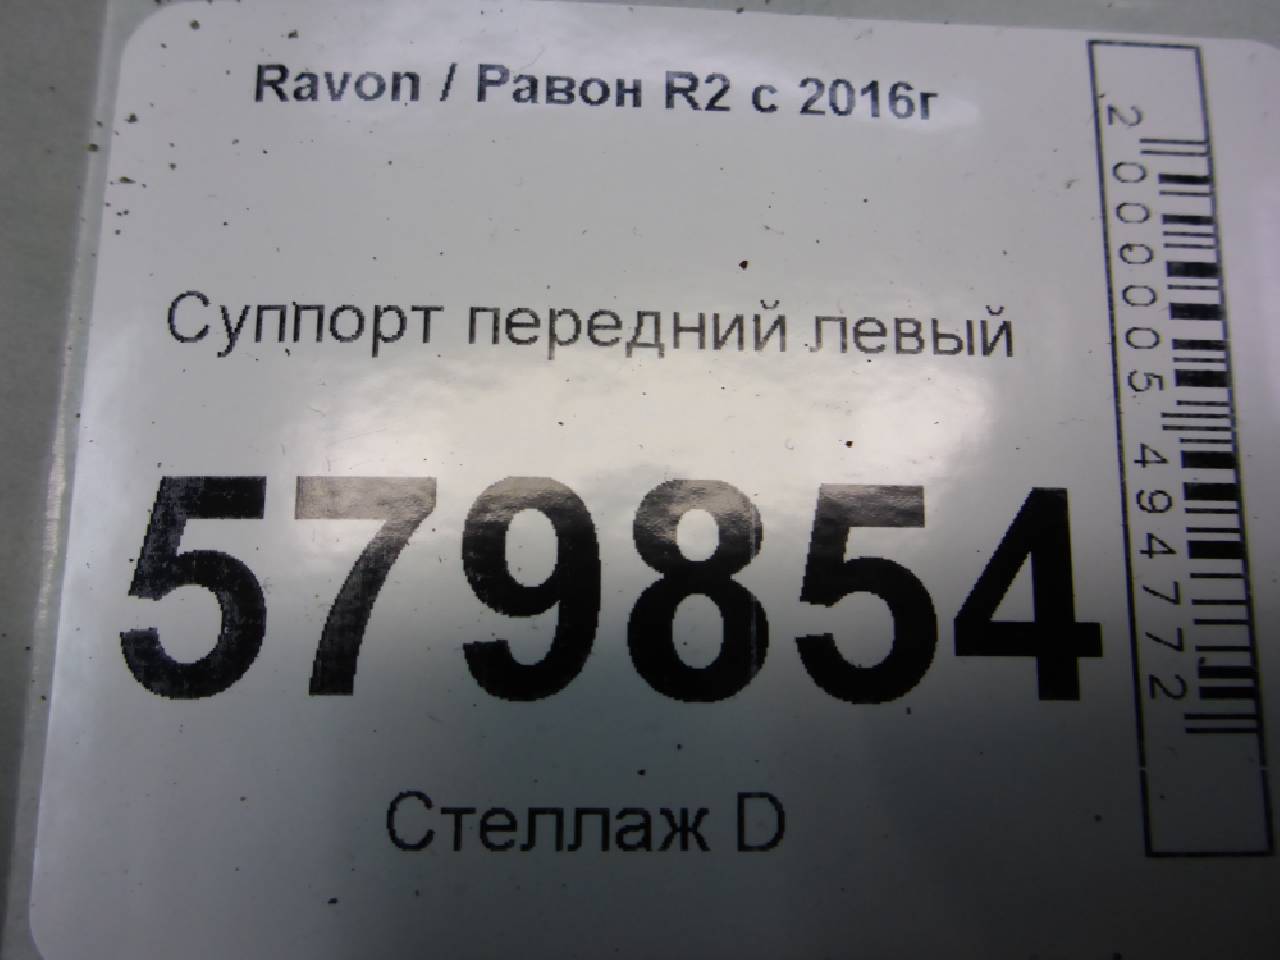 Ravon / Равон R2 с 2016г
Суппорт передний левый
579854
Стеллаж D
2000005494772